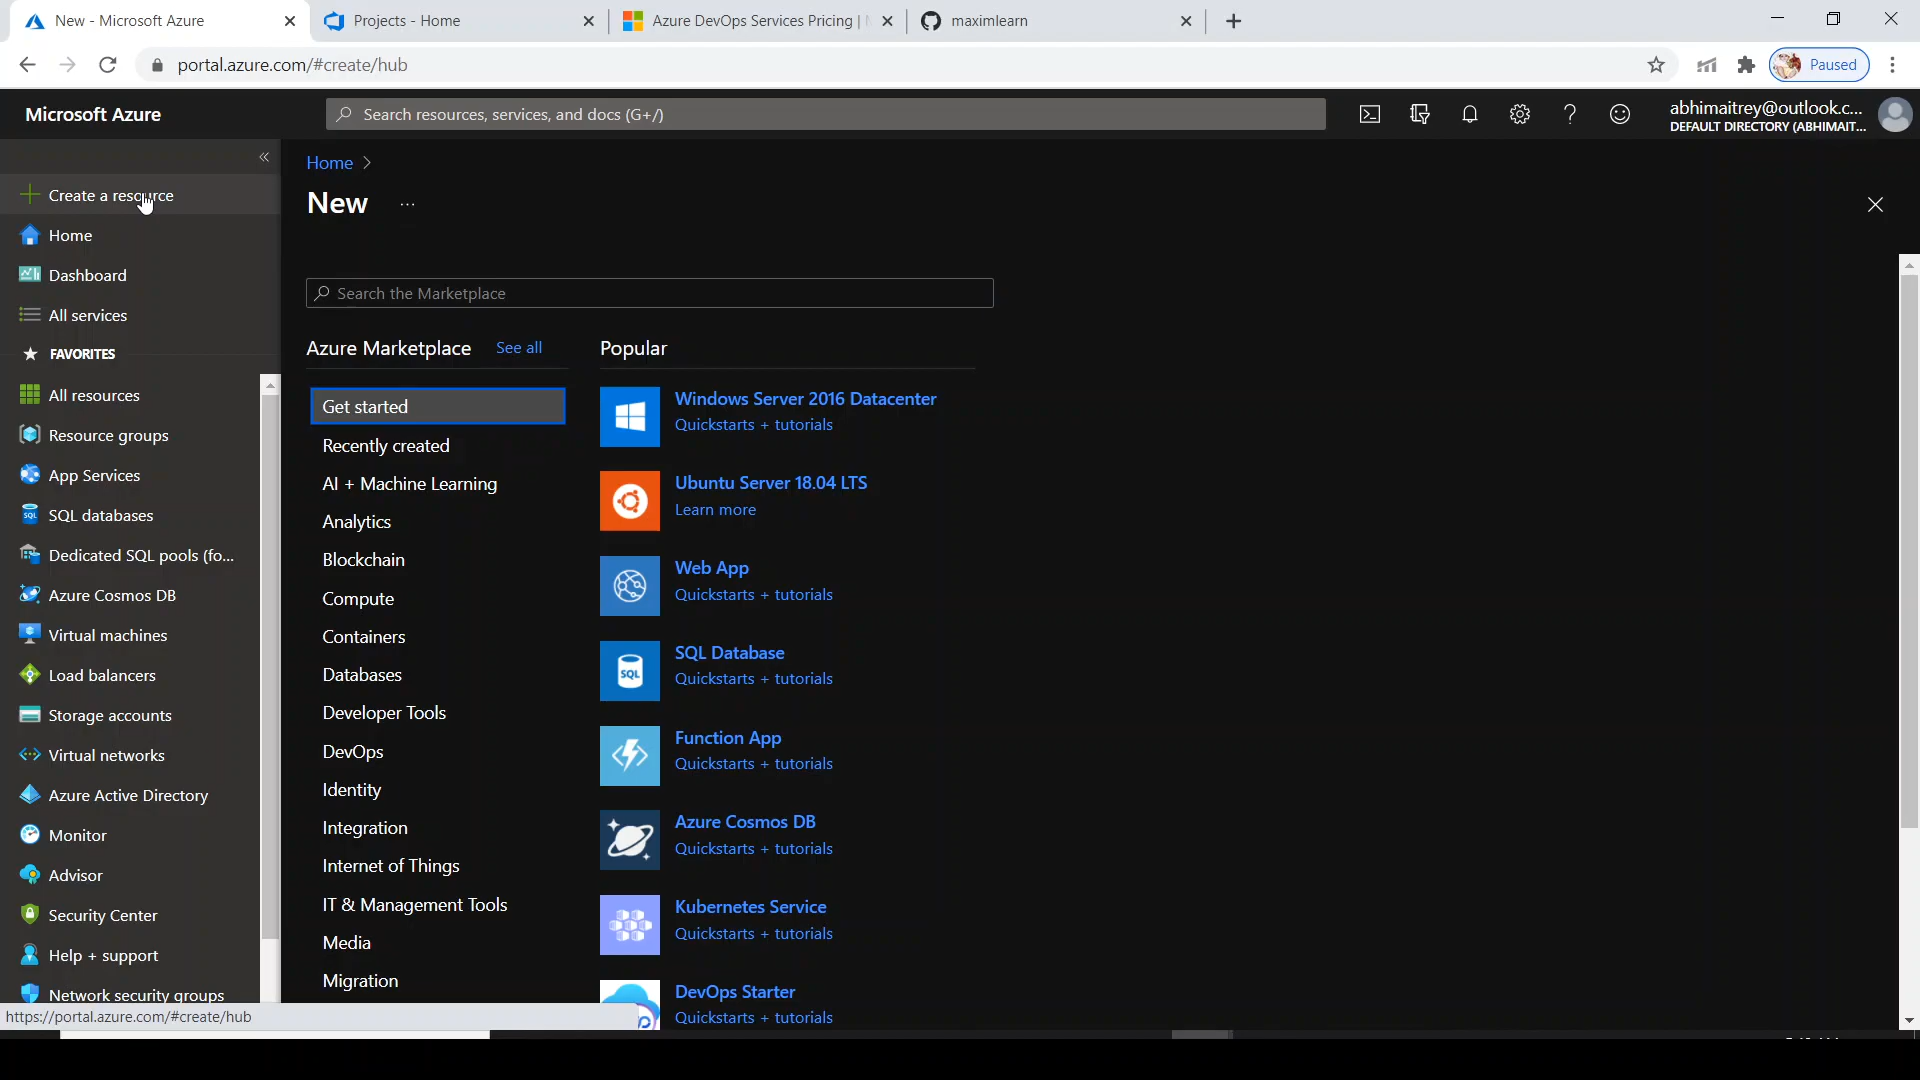 New - Microsoft Azure
Projects - Home
Azure DevOps Services Pricing |
maximlearn
portal.azure.com/#create/hub
Paused
Microsoft Azure
Search resources, services, and docs (G+/)
abhimaitrey@outlook.c...
DEFAULT DIRECTORY (ABHIMAIT...
Create a resource
Home
Dashboard
All services
FAVORITES
All resources
Resource groups
App Services
SQL databases
Dedicated SQL pools (fo...
Azure Cosmos DB
Virtual machines
Load balancers
Storage accounts
Virtual networks
Azure Active Directory
Monitor
Advisor
Security Center
Help + support
Network security groups
https://portal.azure.com/#create/hub
Home >
New ...
Search the Marketplace
Azure Marketplace See all
Get started
Recently created
AI + Machine Learning
Analytics
Blockchain
Compute
Containers
Databases
Developer Tools
DevOps
Identity
Integration
Internet of Things
IT & Management Tools
Media
Migration
Popular
Windows Server 2016 Datacenter
Quickstarts + tutorials
Ubuntu Server 18.04 LTS
Learn more
Web App
Quickstarts + tutorials
SQL
SQL Database
Quickstarts + tutorials
Function App
Quickstarts + tutorials
Azure Cosmos DB
Quickstarts + tutorials
Kubernetes Service
Quickstarts + tutorials
DevOps Starter
Quickstarts + tutorials